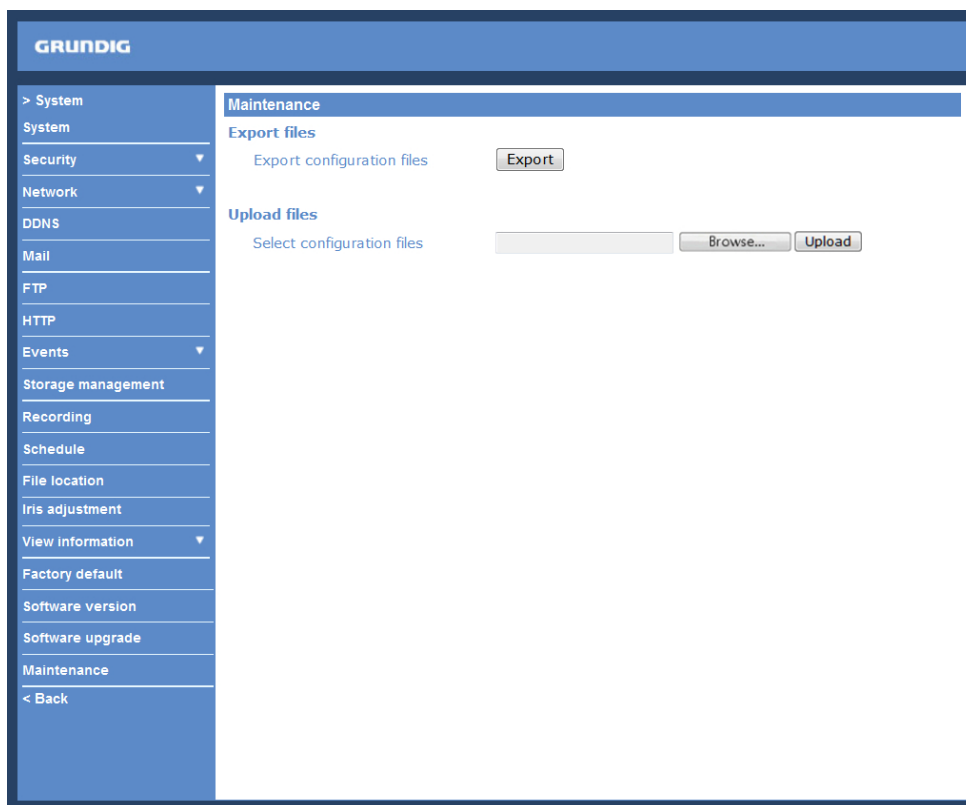 GRUNDIG
> System
System
Security
Network
DDNS
Mail
FTP
HTTP
Events
Storage management
Recording
Schedule
File location
Iris adjustment
View information
Factory default
Software version
Software upgrade
Maintenance
< Back
Maintenance
Export files
Export configuration files Export
Upload files
Select configuration files Browse... Upload